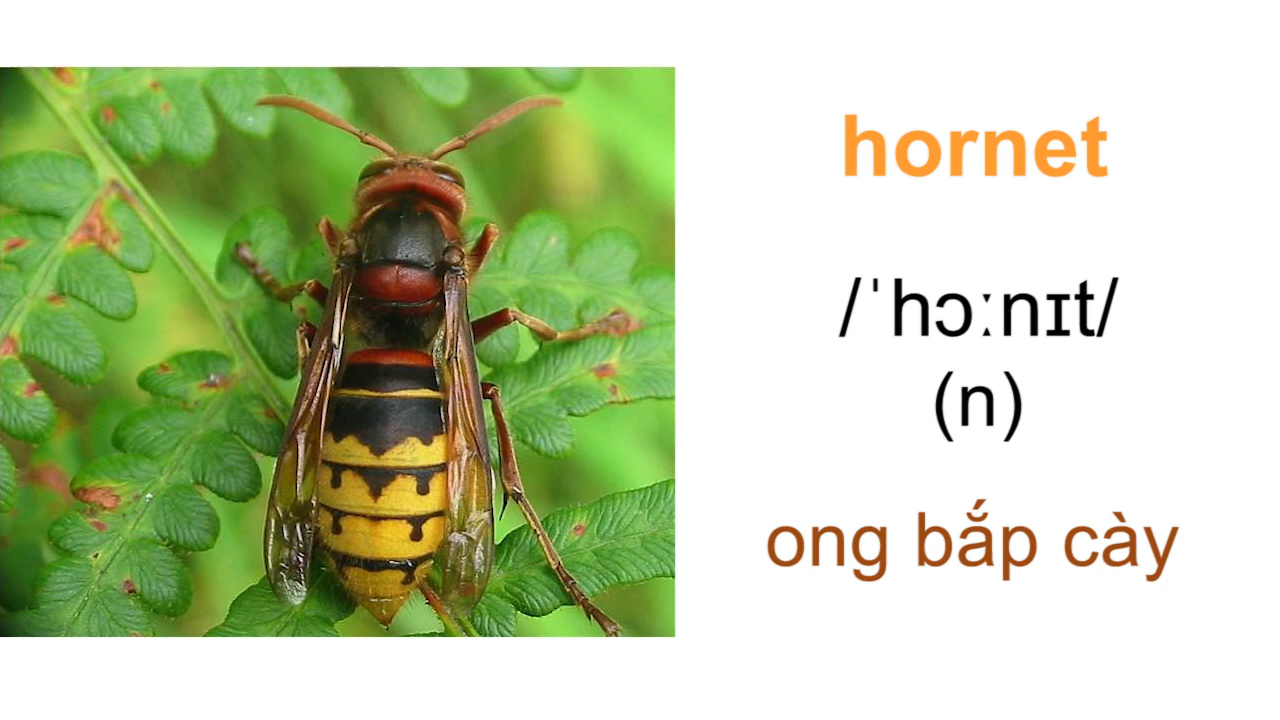 hornet
/ˈhɔːnɪt/
(n)
ong bắp cày